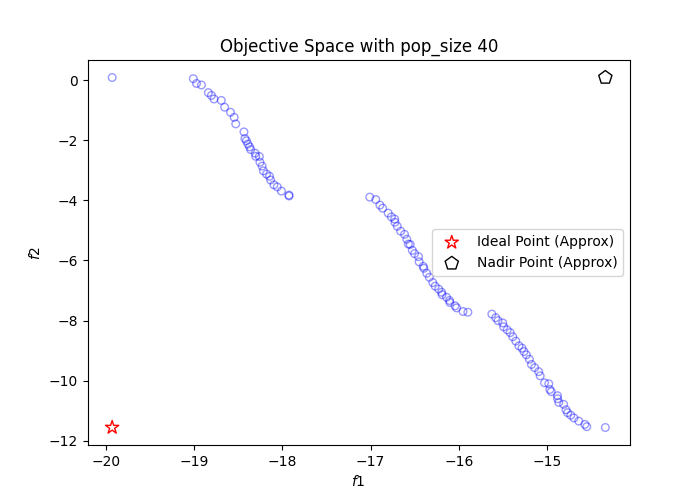 Objective Space with pop_size 40
0
−2
−4
−6
−8
−10
−12
f2
Ideal Point (Approx)
Nadir Point (Approx)
−20
−19
−18
−17
−16
−15
f1